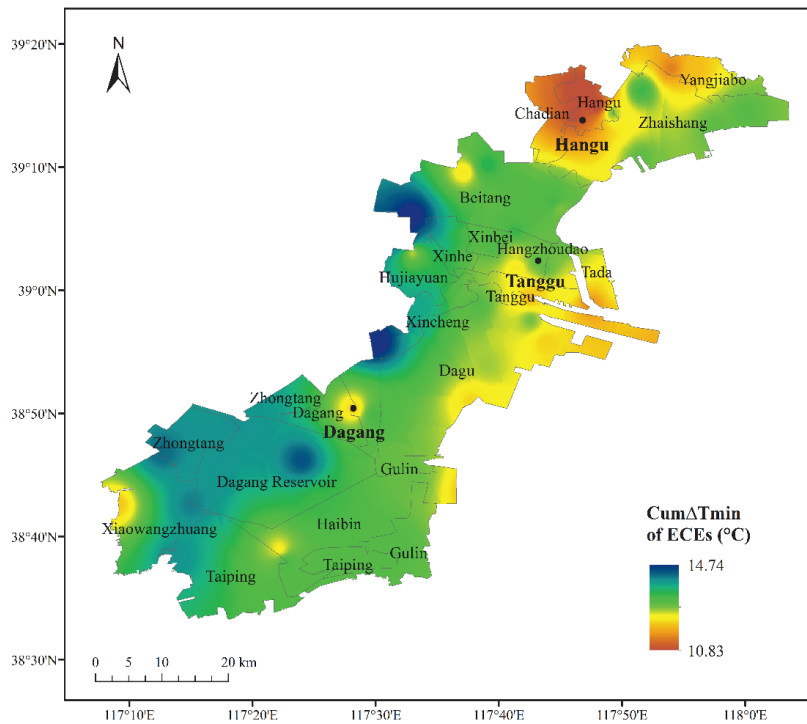 39°20'N
39°10'N
39°0'N
38°50'N
38°40'N
38°30'N
N
Yangjiabo
Hangu
Chadian
Zhaishang
Hangu
Beitang
Xinbei
Hangzhoudao
Xinhe
Tada
Hujiayuan
Tanggu
Tanggu
Xincheng
Dagu
Zhongtang
Dagang
Dagang
Zhongtang
Gulin
Dagang Reservoir
Xiaowangzhuang
Haibin
Gulin
Taiping
Taiping
CumΔTmin
of ECEs (°C)
14.74
10.83
0 5 10 20 km
117°10'E 117°20'E 117°30'E 117°40'E 117°50'E 118°0'E